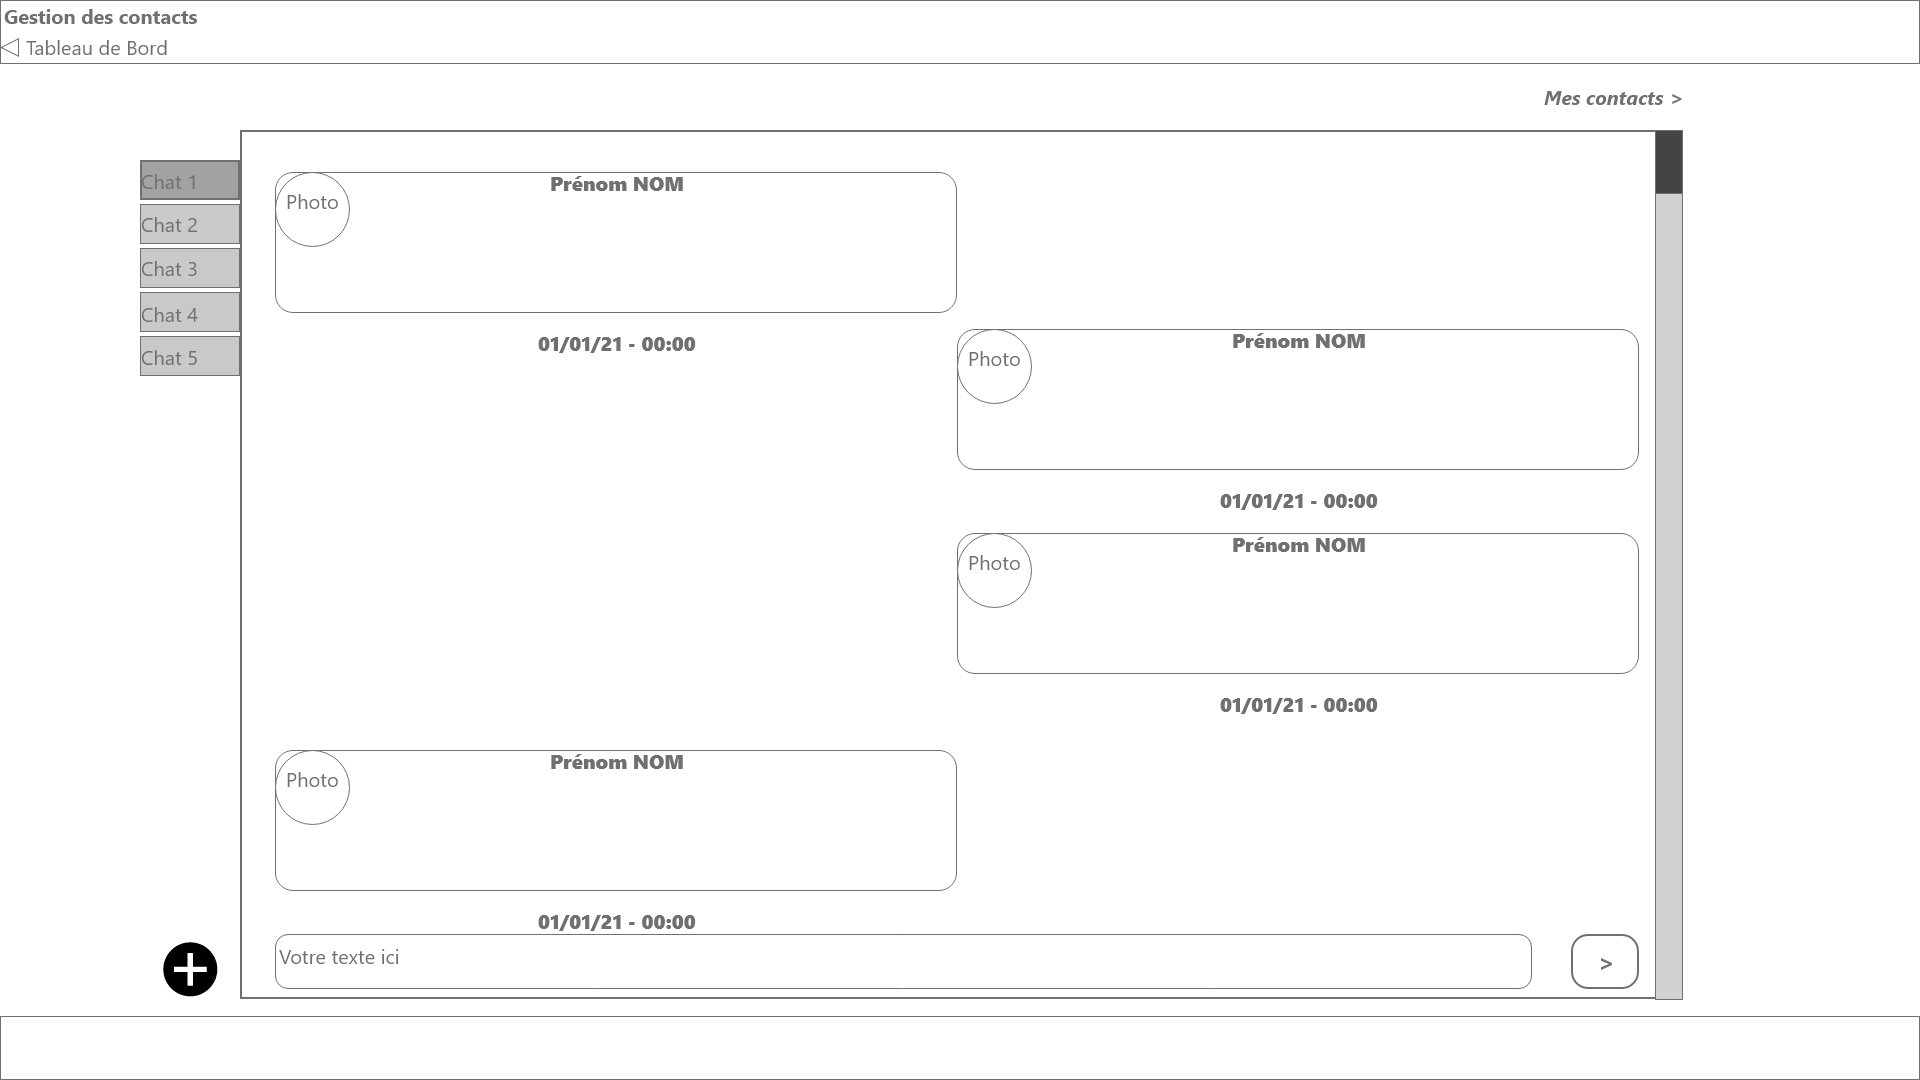 Gestion des contacts
Tableau de Bord
Mes contacts >
Chat 1
Chat 2
Chat 3
Chat 4
Chat 5
Photo
Prénom NOM
01/01/21 - 00:00
Photo
Prénom NOM
01/01/21 - 00:00
Photo
Prénom NOM
01/01/21 - 00:00
Photo
Prénom NOM
01/01/21 - 00:00
Votre texte ici
>